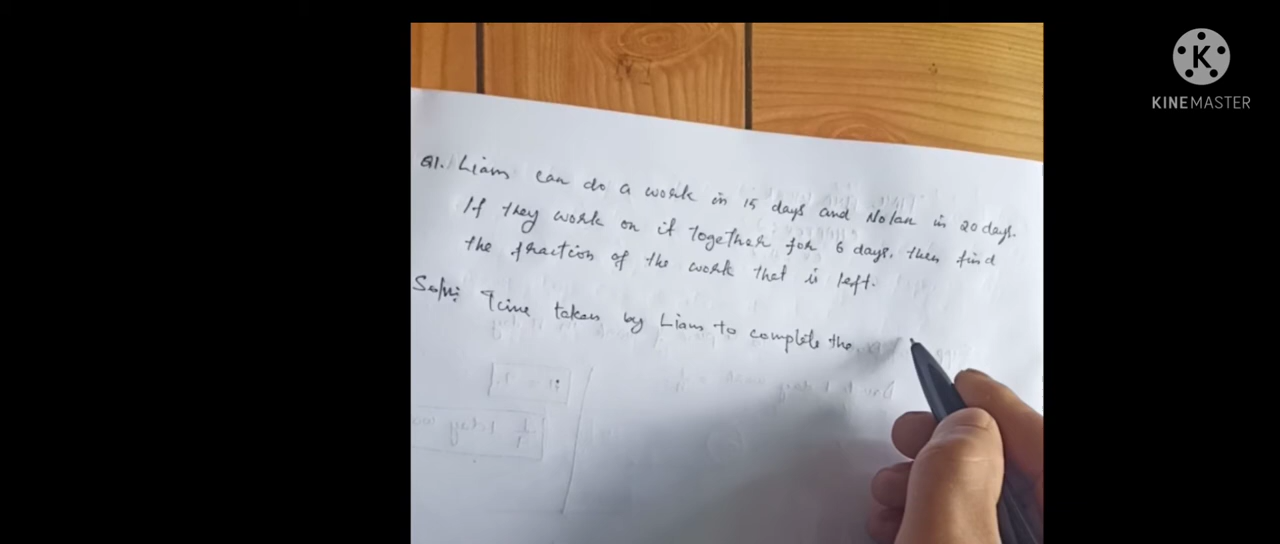 KINEMASTER
Q1. Liam can do a work in 15 days and Nolan in 20 days.
If they work on it together for 6 days, then find
the fraction of the work that is left.
Soln: Time taken by Liam to complete the